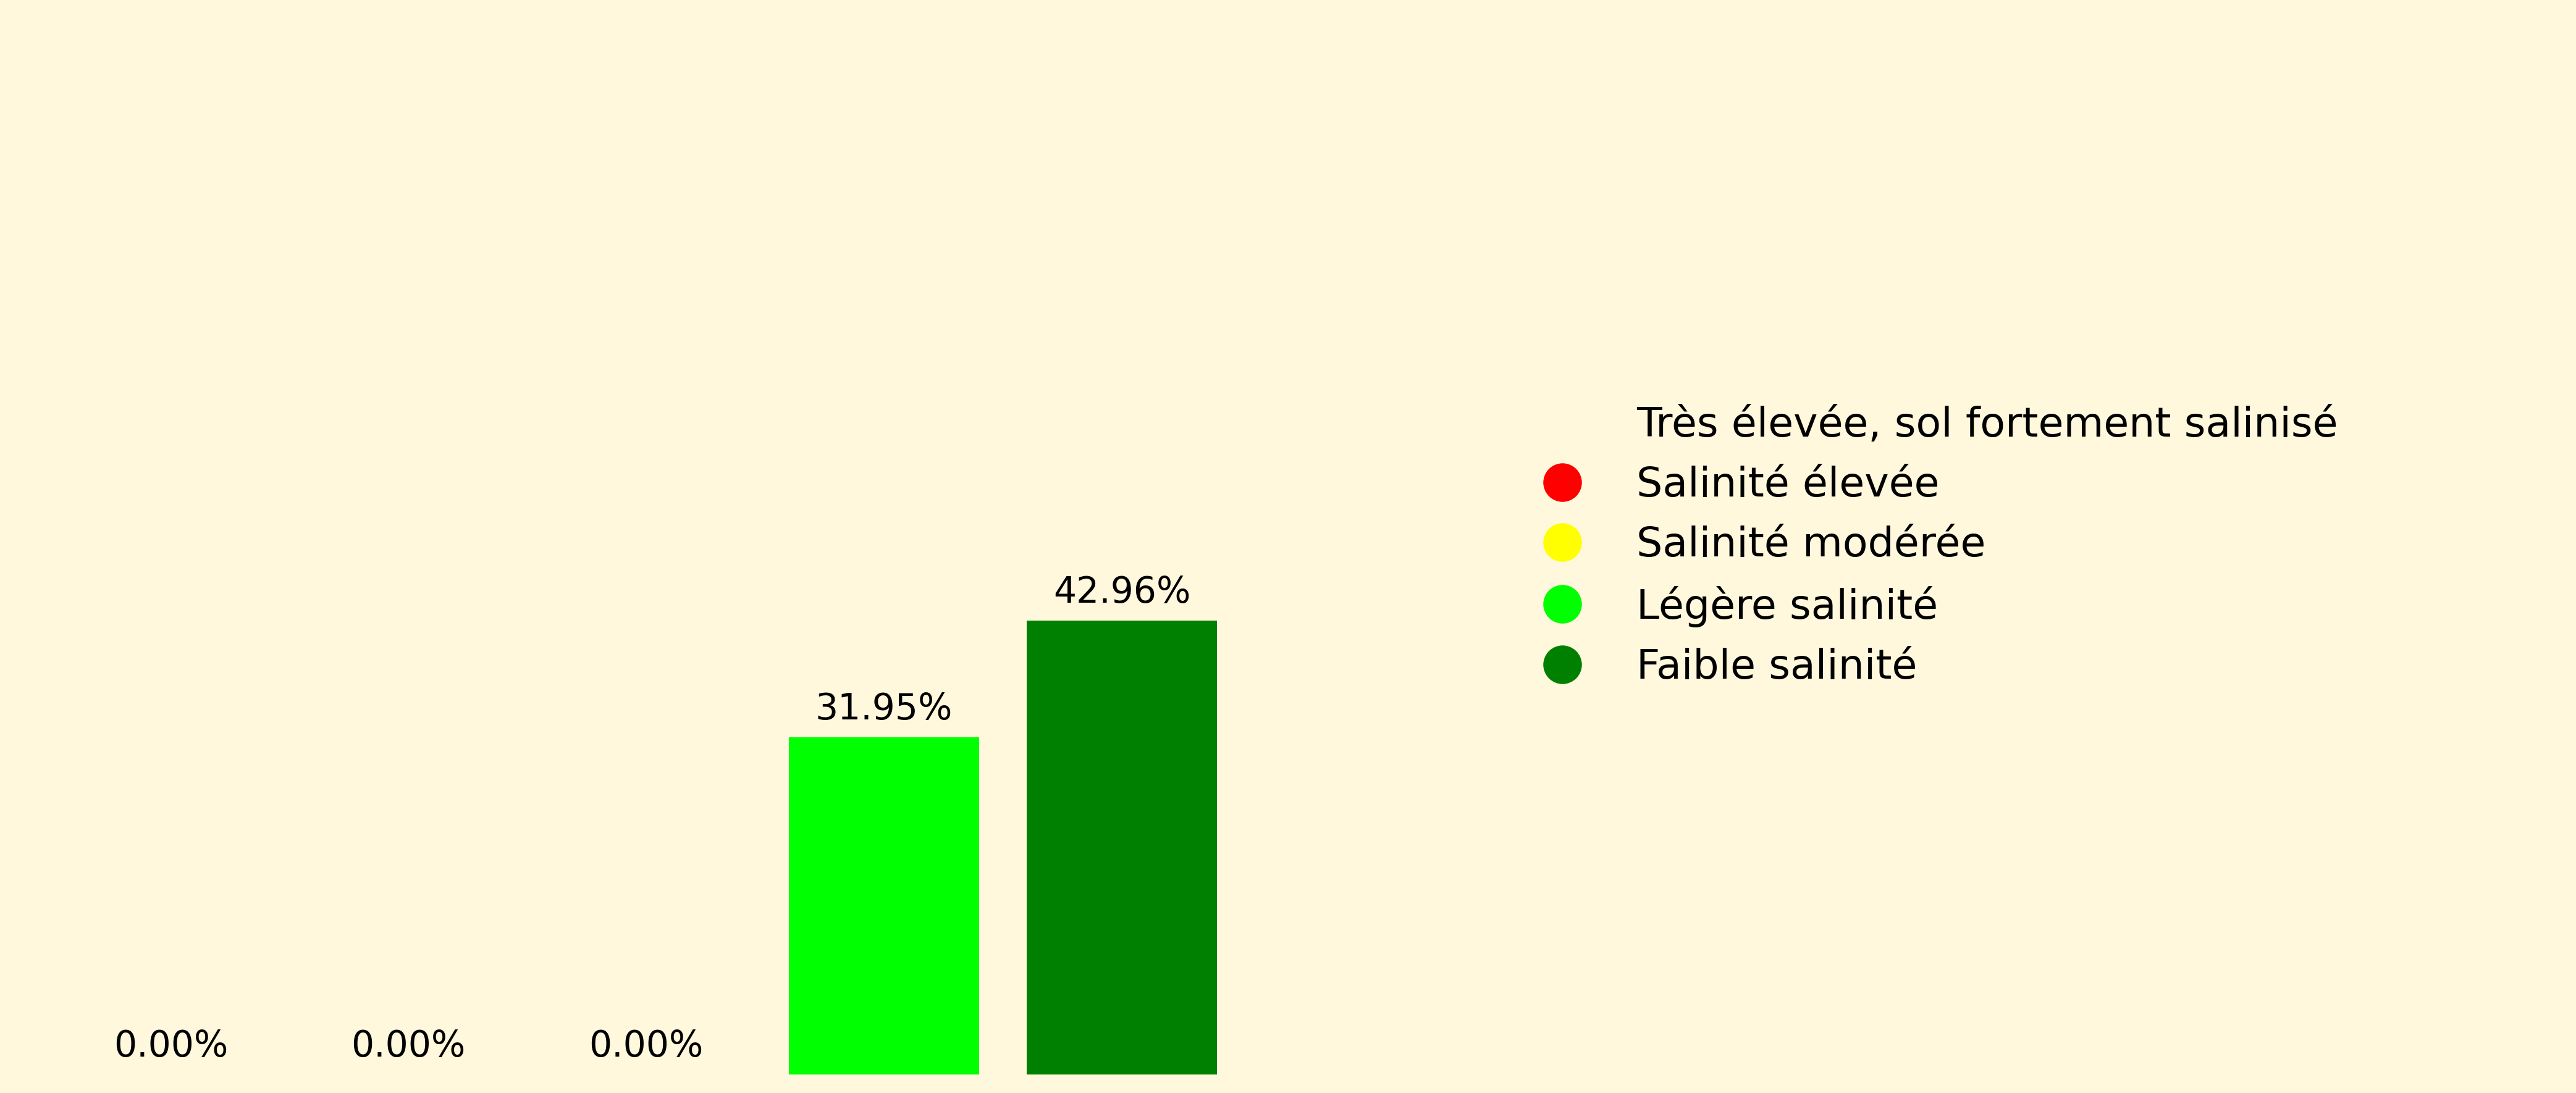 Très élevée, sol fortement salinisé
Salinité élevée
Salinité modérée
Légère salinité
Faible salinité
42.96%
31.95%
0.00%
0.00%
0.00%